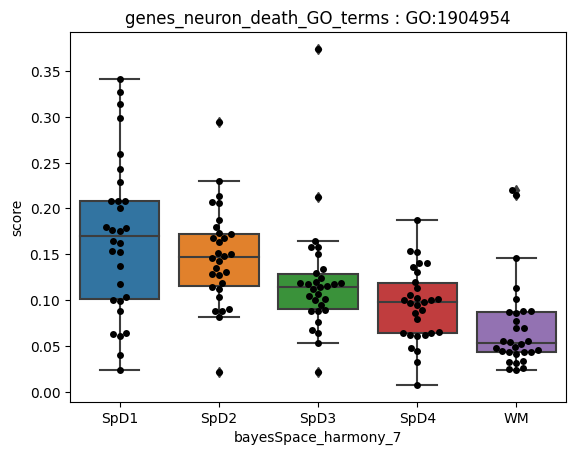 genes_neuron_death_GO_terms : GO:1904954
score
0.35
0.30
0.25
0.20
0.15
0.10
0.05
0.00
SpD1 SpD2 SpD3 SpD4 WM
bayesSpace_harmony_7